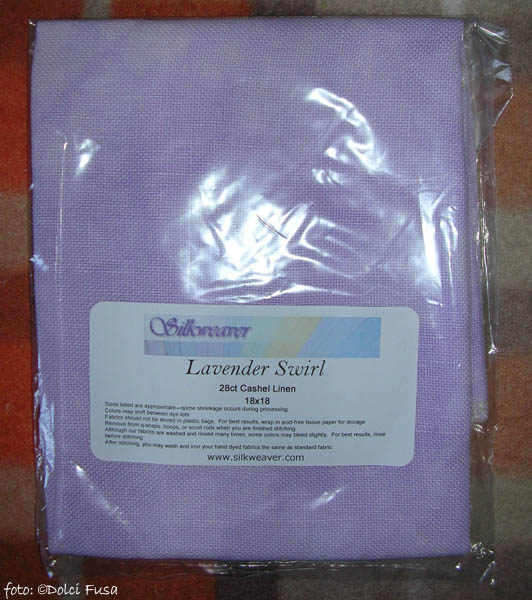 Silkweaver
Lavender Swirl
28ct Cashel Linen
18x18
Sizes listed are approximate—some shrinkage occurs during processing
Colors may shift between dye lots
Fabrics should not be stored in plastic bags. For best results, wrap in acid-free tissue paper for storage
Remove from q-snaps, hoops, or scroll rods when you are finished stitching
Although our fabrics are washed and rinsed many times, some colors may bleed slightly. For best results, rinse
before stitching
After stitching, you may wash and iron your hand dyed fabrics the same as standard fabric
www.silkweaver.com
foto: ©Dolci Fusa